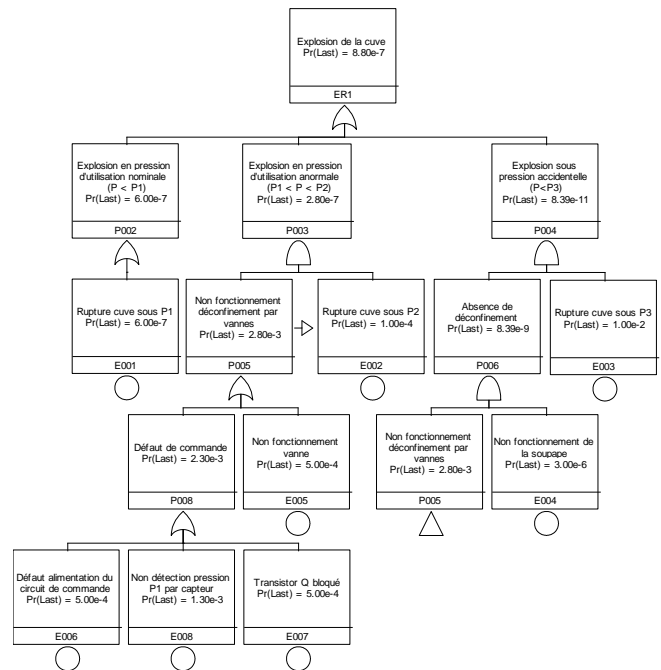 Explosion de la cuve
Pr(Last) = 8.80e-7
ER1
Explosion en pression
d'utilisation nominale
(P < P1)
Pr(Last) = 6.00e-7
P002
Explosion en pression
d'utilisation anormale
(P1 < P < P2)
Pr(Last) = 2.80e-7
P003
Explosion sous
pression accidentelle
(P<P3)
Pr(Last) = 8.39e-11
P004
Rupture cuve sous P1
Pr(Last) = 6.00e-7
E001
Non fonctionnement
déconfinement par
vannes
Pr(Last) = 2.80e-3
P005
Rupture cuve sous P2
Pr(Last) = 1.00e-4
E002
Absence de
déconfinement
Pr(Last) = 8.39e-9
P006
Rupture cuve sous P3
Pr(Last) = 1.00e-2
E003
Défaut de commande
Pr(Last) = 2.30e-3
P008
Non fonctionnement
vanne
Pr(Last) = 5.00e-4
E005
Non fonctionnement
déconfinement par
vannes
Pr(Last) = 2.80e-3
P005
Non fonctionnement de
la soupape
Pr(Last) = 3.00e-6
E004
Défaut alimentation du
circuit de commande
Pr(Last) = 5.00e-4
E006
Non détection pression
P1 par capteur
Pr(Last) = 1.30e-3
E008
Transistor Q bloqué
Pr(Last) = 5.00e-4
E007